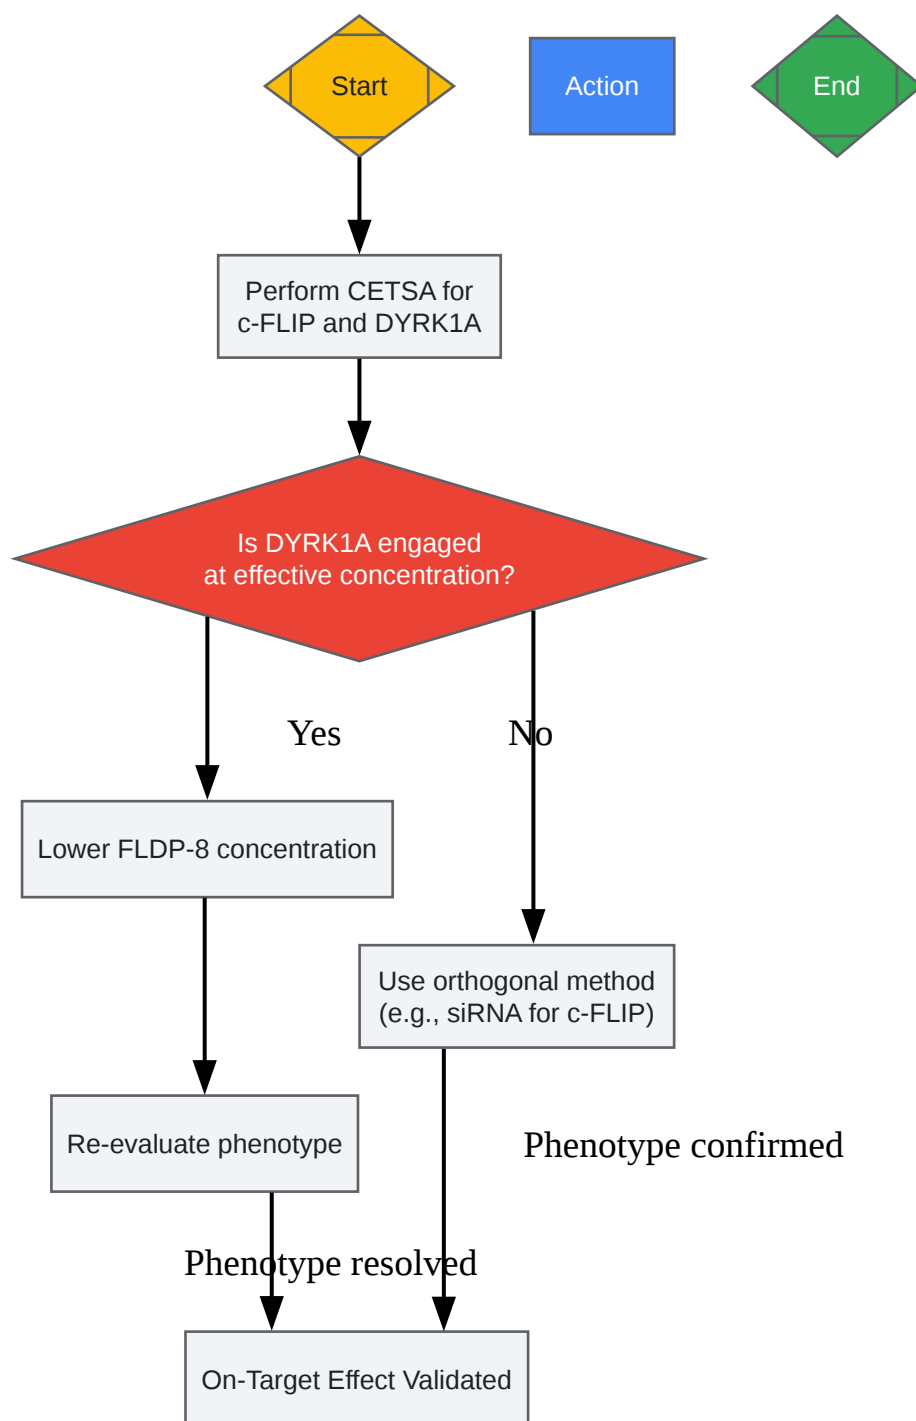 Start
Action
End
Perform CETSA for
c-FLIP and DYRK1A
Is DYRK1A engaged
at effective concentration?
Yes
No
Lower FLDP-8 concentration
Use orthogonal method
(e.g., siRNA for c-FLIP)
Re-evaluate phenotype
Phenotype confirmed
Phenotype resolved
On-Target Effect Validated